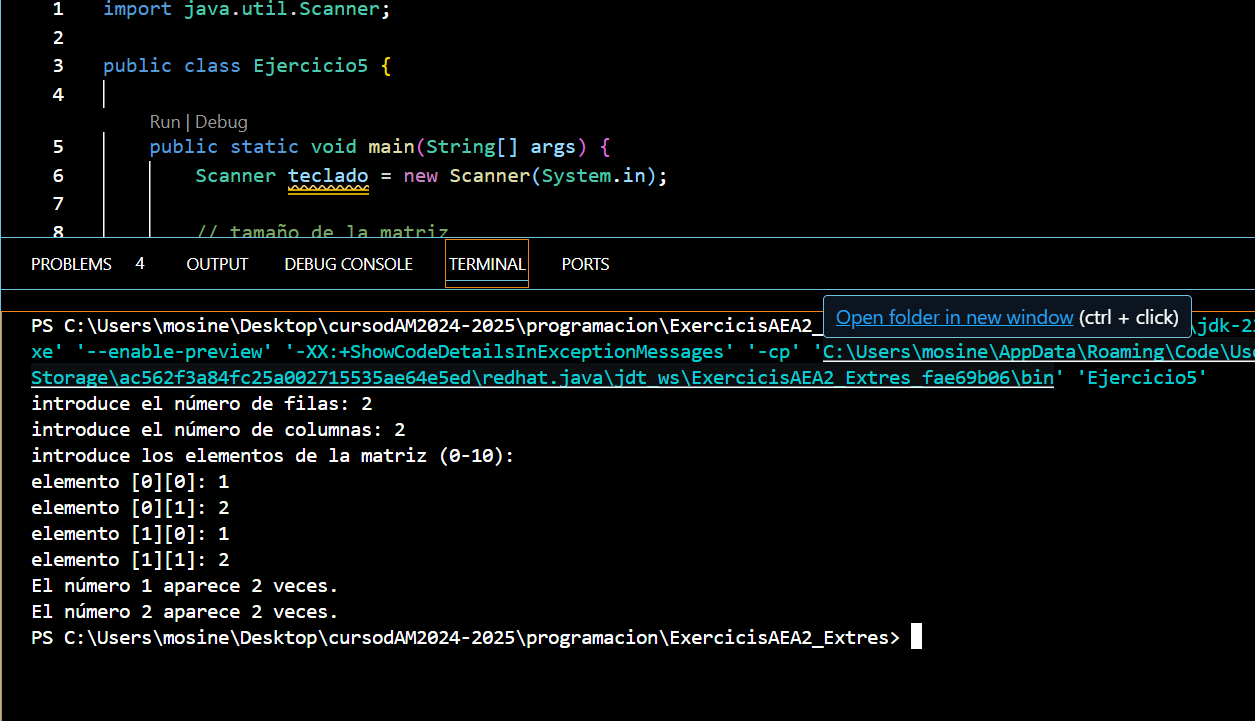 1 import java.util.Scanner;
2
3 public class Ejercicio5 {
4
Run | Debug
5 public static void main(String[] args) {
6 Scanner teclado = new Scanner(System.in);
7
8 // tamaño de la matriz
PROBLEMS 4 OUTPUT DEBUG CONSOLE TERMINAL PORTS
Open folder in new window (ctrl + click)
PS C:\Users\mosine\Desktop\cursodAM2024-2025\programacion\ExercicisAEA2_ \jdk-2
xe' '--enable-preview' '-XX:+ShowCodeDetailsInExceptionMessages' '-cp' 'C:\Users\mosine\AppData\Roaming\Code\Use
Storage\ac562f3a84fc25a002715535ae64e5ed\redhat.java\jdt_ws\ExercicisAEA2_Extres_fae69b06\bin' 'Ejercicio5'
introduce el número de filas: 2
introduce el número de columnas: 2
introduce los elementos de la matriz (0-10):
elemento [0][0]: 1
elemento [0][1]: 2
elemento [1][0]: 1
elemento [1][1]: 2
El número 1 aparece 2 veces.
El número 2 aparece 2 veces.
PS C:\Users\mosine\Desktop\cursodAM2024-2025\programacion\ExercicisAEA2_Extres>